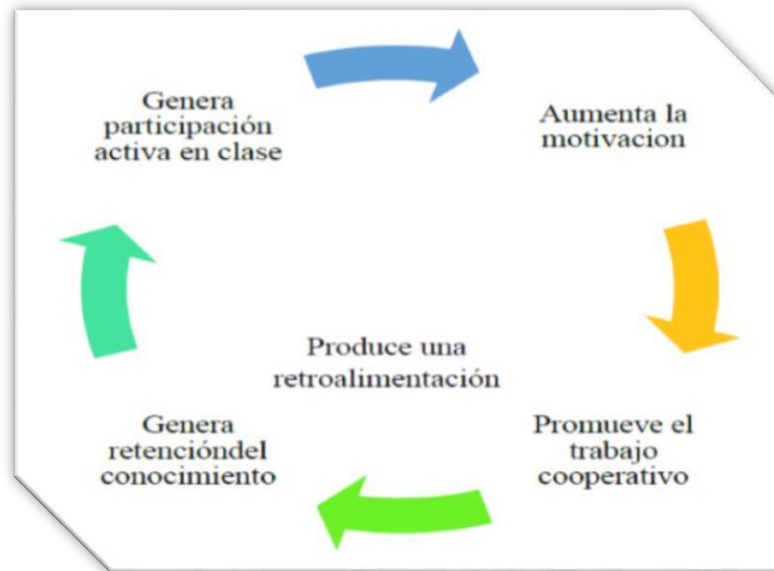 Genera
participación
activa en clase
Aumenta la
motivacion
Produce una
retroalimentación
Genera
retencióndel
conocimiento
Promueve el
trabajo
cooperativo